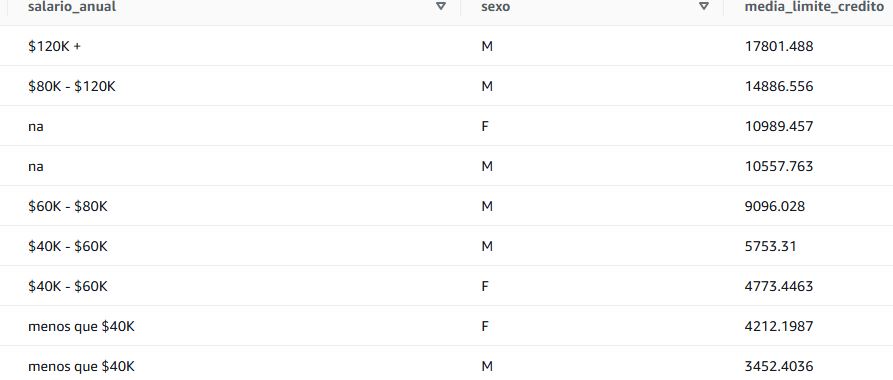 salario_anual sexo media_limite_credito
$120K + M 17801.488
$80K - $120K M 14886.556
na F 10989.457
na M 10557.763
$60K - $80K M 9096.028
$40K - $60K M 5753.31
$40K - $60K F 4773.4463
menos que $40K F 4212.1987
menos que $40K M 3452.4036